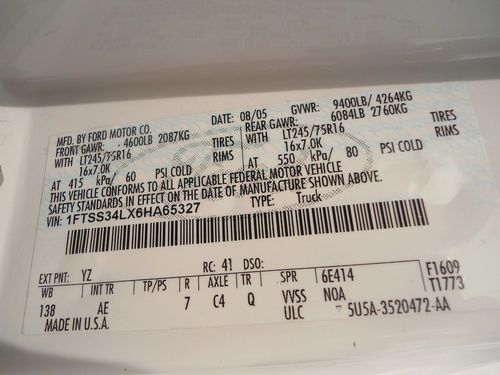 MFD. BY FORD MOTOR CO.
DATE: 08/05 GVWR: 9400LB/ 4264KG
FRONT GAWR: 4600LB 2087KG REAR GAWR: 6084LB 2760KG
WITH LT245/75R16 TIRES WITH LT245/75R16 TIRES
16x7.0K RIMS 16x7.0K RIMS
AT 415 kPa/ 60 PSI COLD AT 550 kPa/ 80 PSI COLD
THIS VEHICLE CONFORMS TO ALL APPLICABLE FEDERAL MOTOR VEHICLE
SAFETY STANDARDS IN EFFECT ON THE DATE OF MANUFACTURE SHOWN ABOVE.
VIN: 1FTSS34LX6HA65327 TYPE: Truck
EXT PNT: YZ RC: 41 DSO:
WB INT TR TP/PS R AXLE TR SPR 6E414 F1609
138 AE 7 C4 Q VVSS NOA T1773
MADE IN U.S.A. ULC 5U5A-3520472-AA